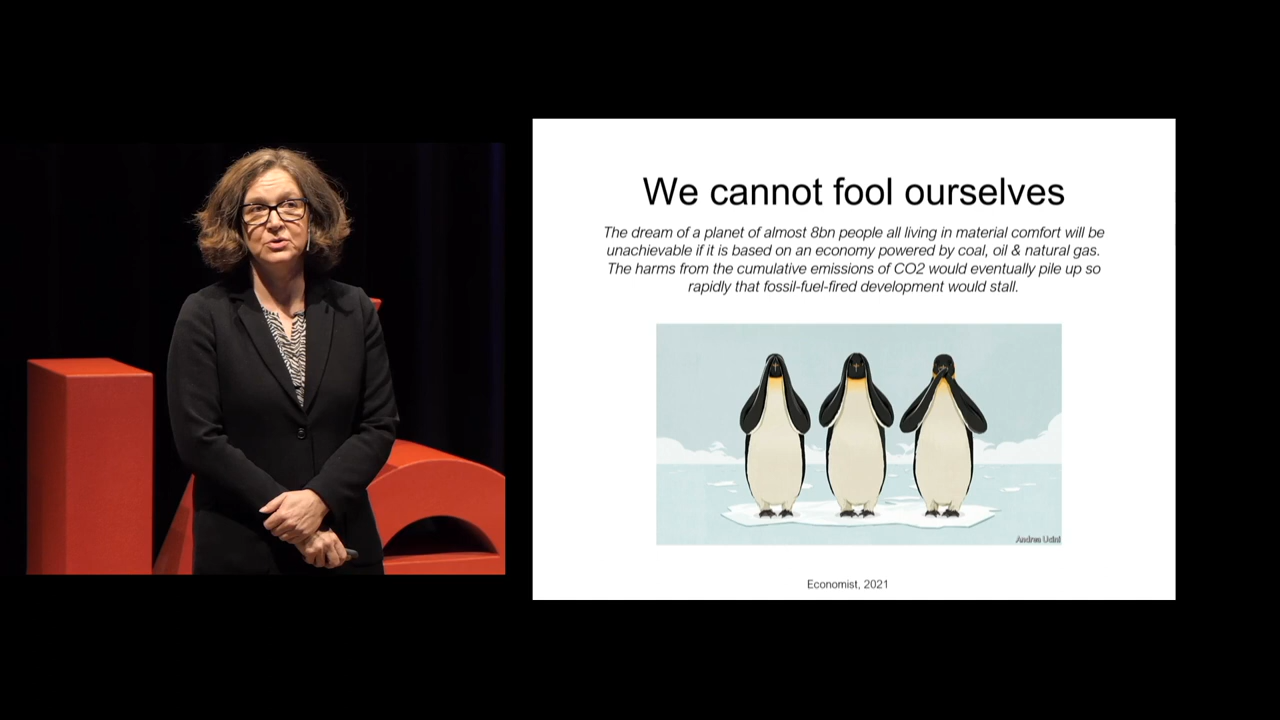 We cannot fool ourselves
The dream of a planet of almost 8bn people all living in material comfort will be
unachievable if it is based on an economy powered by coal, oil & natural gas.
The harms from the cumulative emissions of CO2 would eventually pile up so
rapidly that fossil-fuel-fired development would stall.
Andrea Ucini
Economist, 2021